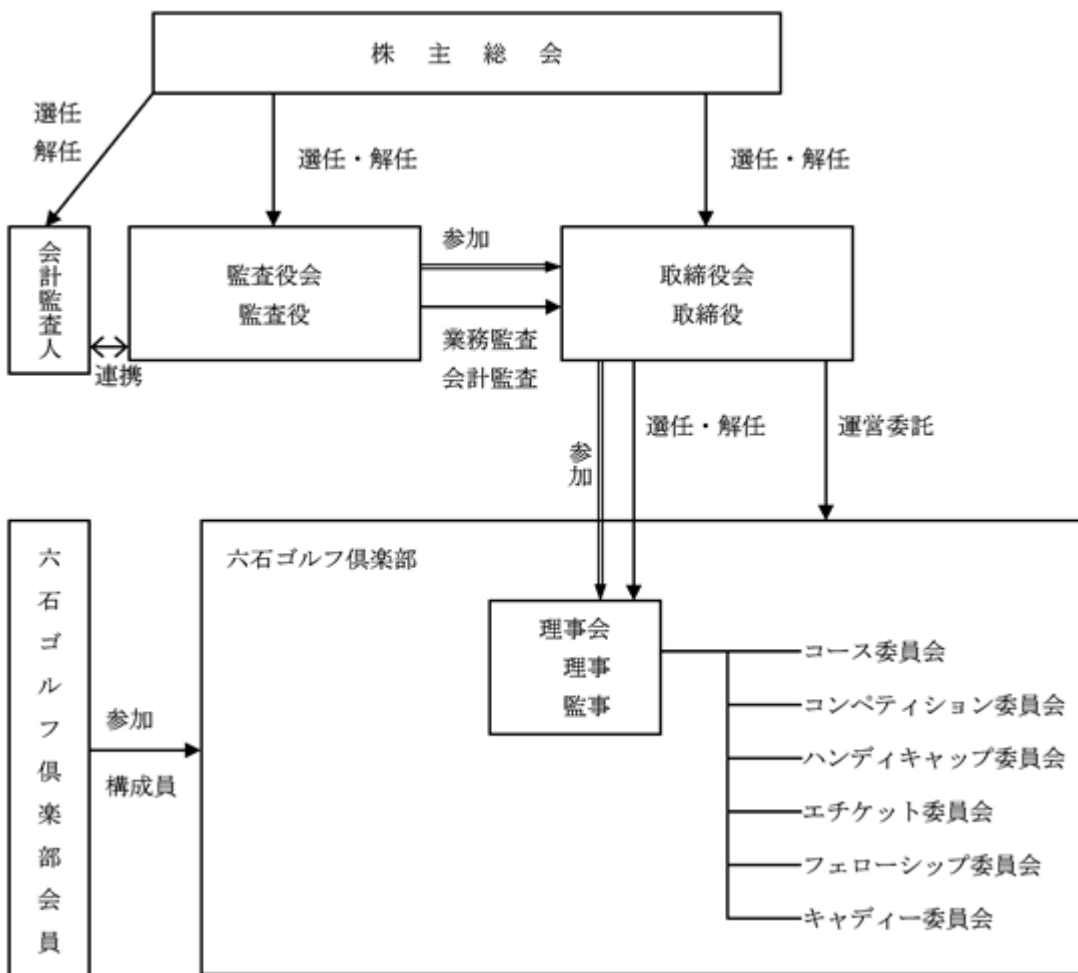 株主総会
選任
解任
選任・解任
選任・解任
会計監査人
監査役会
監査役
参加
業務監査
会計監査
取締役会
取締役
連携
参加
選任・解任
運営委託
六石ゴルフ倶楽部会員
参加
構成員
六石ゴルフ倶楽部
理事会
理事
監事
コース委員会
コンペティション委員会
ハンディキャップ委員会
エチケット委員会
フェローシップ委員会
キャディー委員会